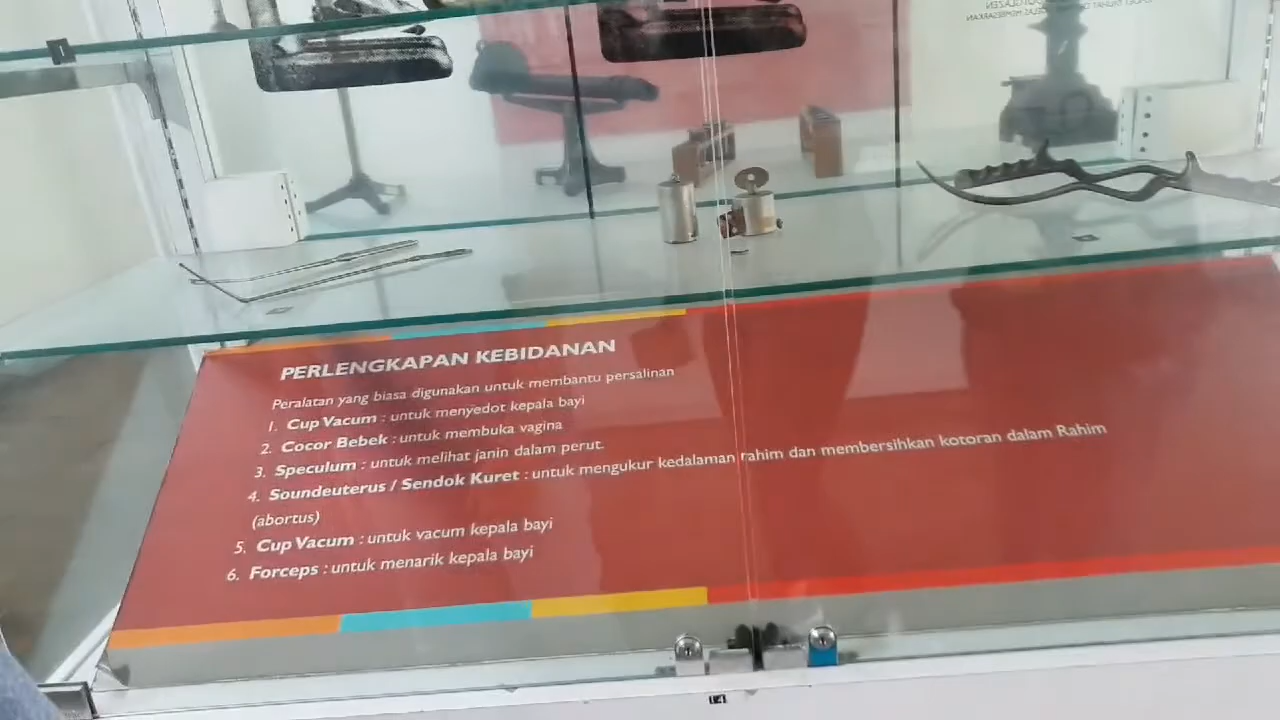 PERLENGKAPAN KEBIDANAN
Peralatan yang biasa digunakan untuk membantu persalinan
1. Cup Vacum : untuk menyedot kepala bayi
2. Cocor Bebek : untuk membuka vagina
3. Speculum : untuk melihat janin dalam perut.
4. Soundeuterus / Sendok Kuret : untuk mengukur kedalaman rahim dan membersihkan kotoran dalam Rahim
(abortus)
5. Cup Vacum : untuk vacum kepala bayi
6. Forceps : untuk menarik kepala bayi
14